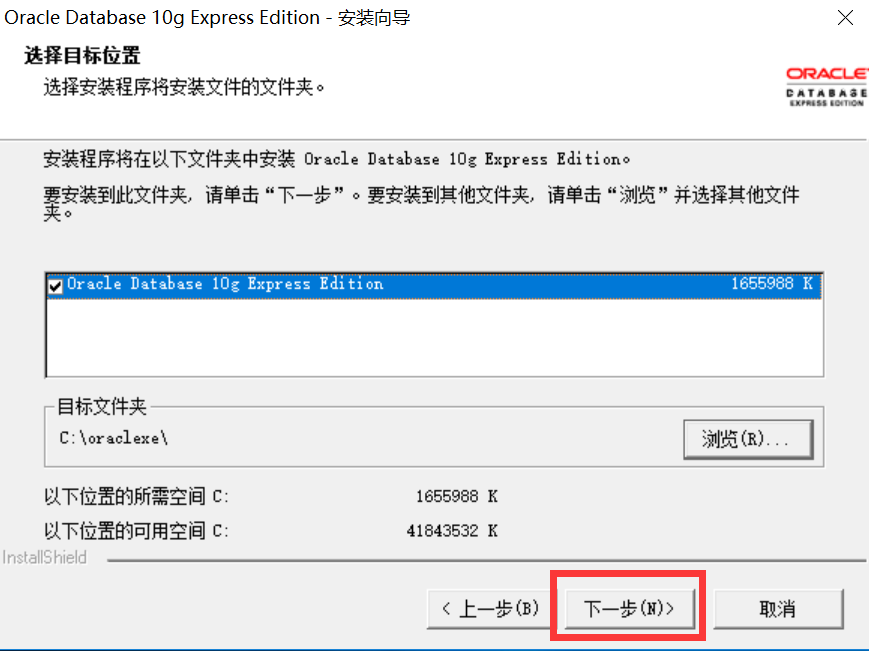 Oracle Database 10g Express Edition - 安装向导
选择目标位置
选择安装程序将安装文件的文件夹。
ORACLE
DATABASE
EXPRESS EDITION
安装程序将在以下文件夹中安装 Oracle Database 10g Express Edition。
要安装到此文件夹，请单击“下一步”。要安装到其他文件夹，请单击“浏览”并选择其他文件
夹。
Oracle Database 10g Express Edition 1655988 K
目标文件夹
C:\oraclexe\
浏览(R)...
以下位置的所需空间 C: 1655988 K
以下位置的可用空间 C: 41843532 K
InstallShield
< 上一步(B) 下一步(N)> 取消